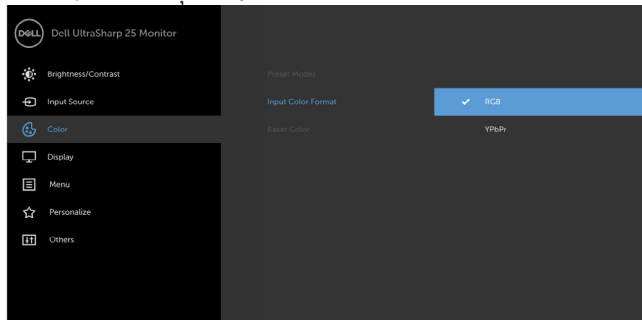 DELL
Dell UltraSharp 25 Monitor
Brightness/Contrast
Input Source
Color
Display
Menu
Personalize
Others
Preset Modes
Input Color Format
Reset Color
RGB
YPbPr